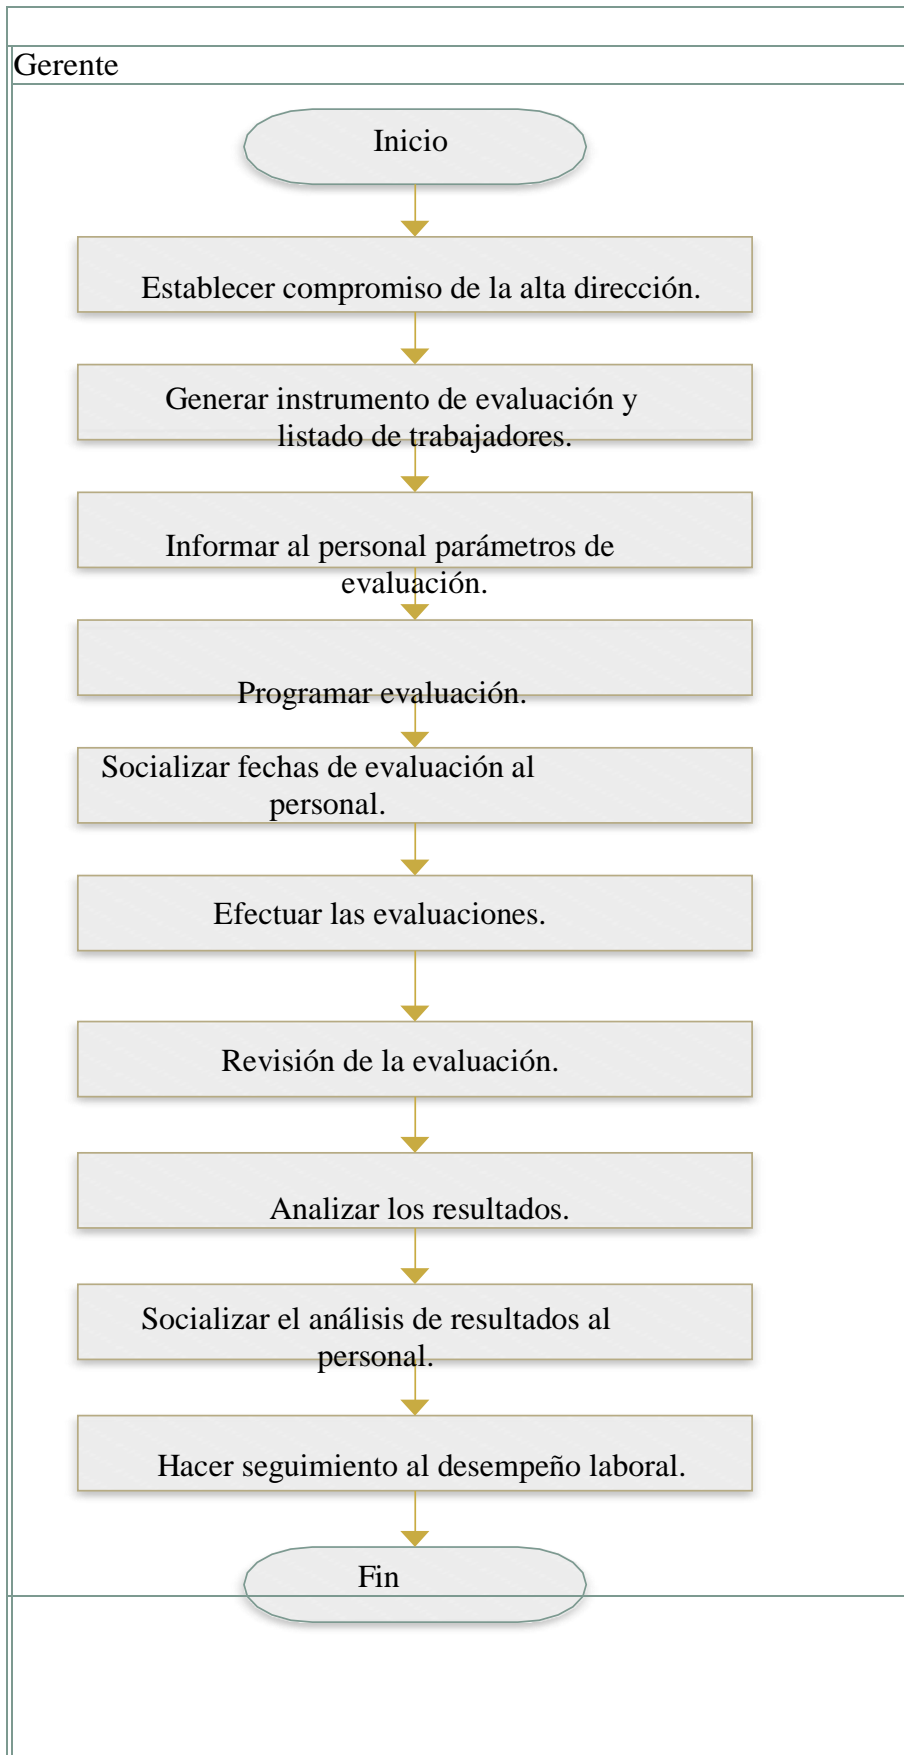 Gerente
Inicio
Establecer compromiso de la alta dirección.
Generar instrumento de evaluación y
listado de trabajadores.
Informar al personal parámetros de
evaluación.
Programar evaluación.
Socializar fechas de evaluación al
personal.
Efectuar las evaluaciones.
Revisión de la evaluación.
Analizar los resultados.
Socializar el análisis de resultados al
personal.
Hacer seguimiento al desempeño laboral.
Fin